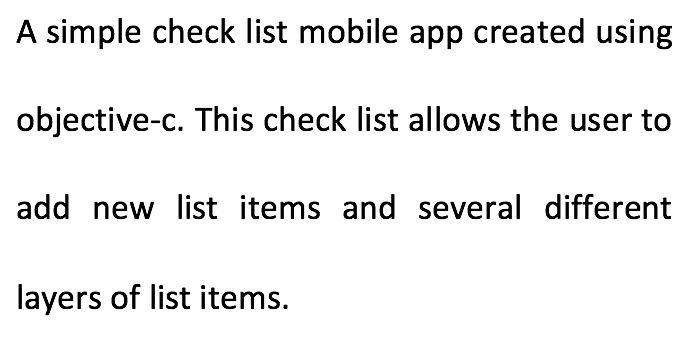 A simple check list mobile app created using
objective-c. This check list allows the user to
add new list items and several different
layers of list items.